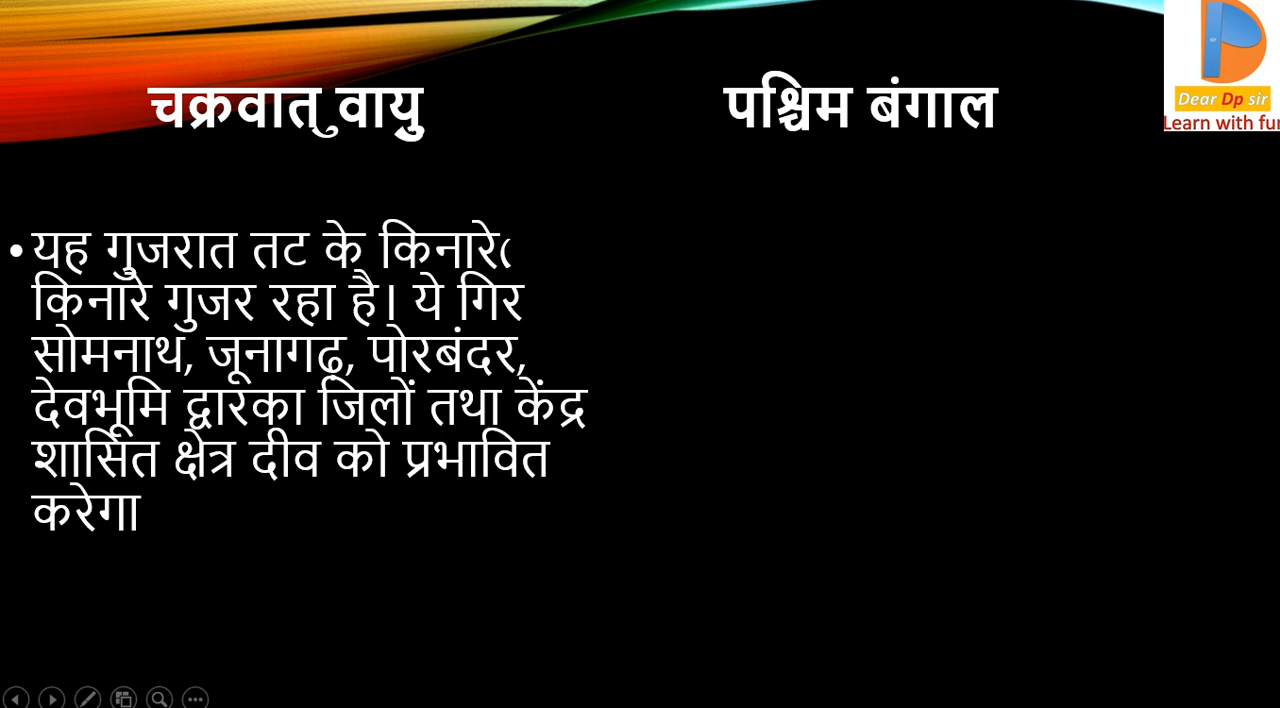 चक्रवात् ु वायु
पश्चिम बंगाल
Dear Dp sir
Learn with fun
• यह गुजरात तट के किनारे(
किनारे गुजर रहा है। ये गिर
सोमनाथ, जूनागढ़, पोरबंदर,
देवभूमि द्वारका जिलों तथा केंद्र
शासित क्षेत्र दीव को प्रभावित
करेगा